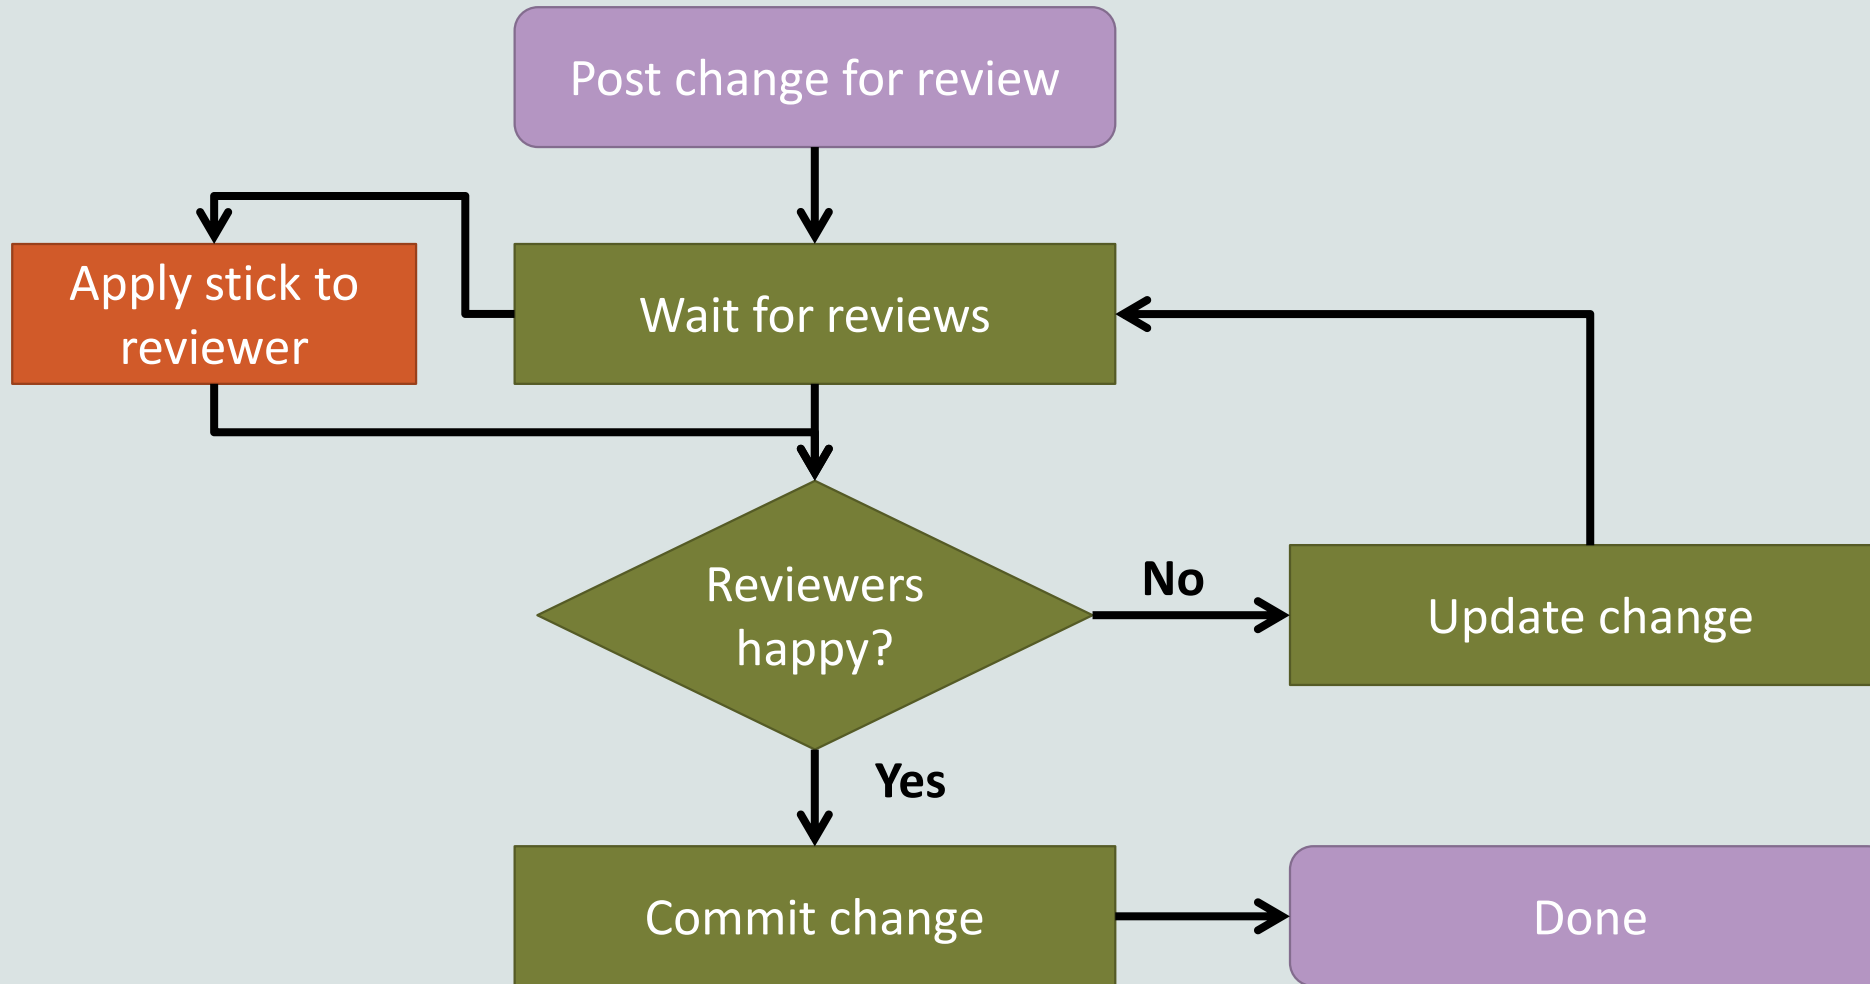 Post change for review
Apply stick to
reviewer
Wait for reviews
Reviewers
happy?
No
Update change
Yes
Commit change
Done